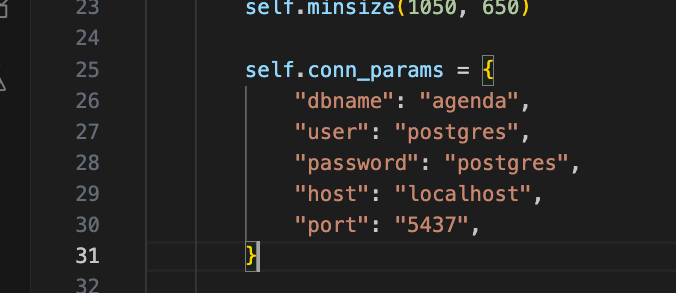 23 self.minsize(1050, 650)
24
25 self.conn_params = {
26 "dbname": "agenda",
27 "user": "postgres",
28 "password": "postgres",
29 "host": "localhost",
30 "port": "5437",
31 }
32